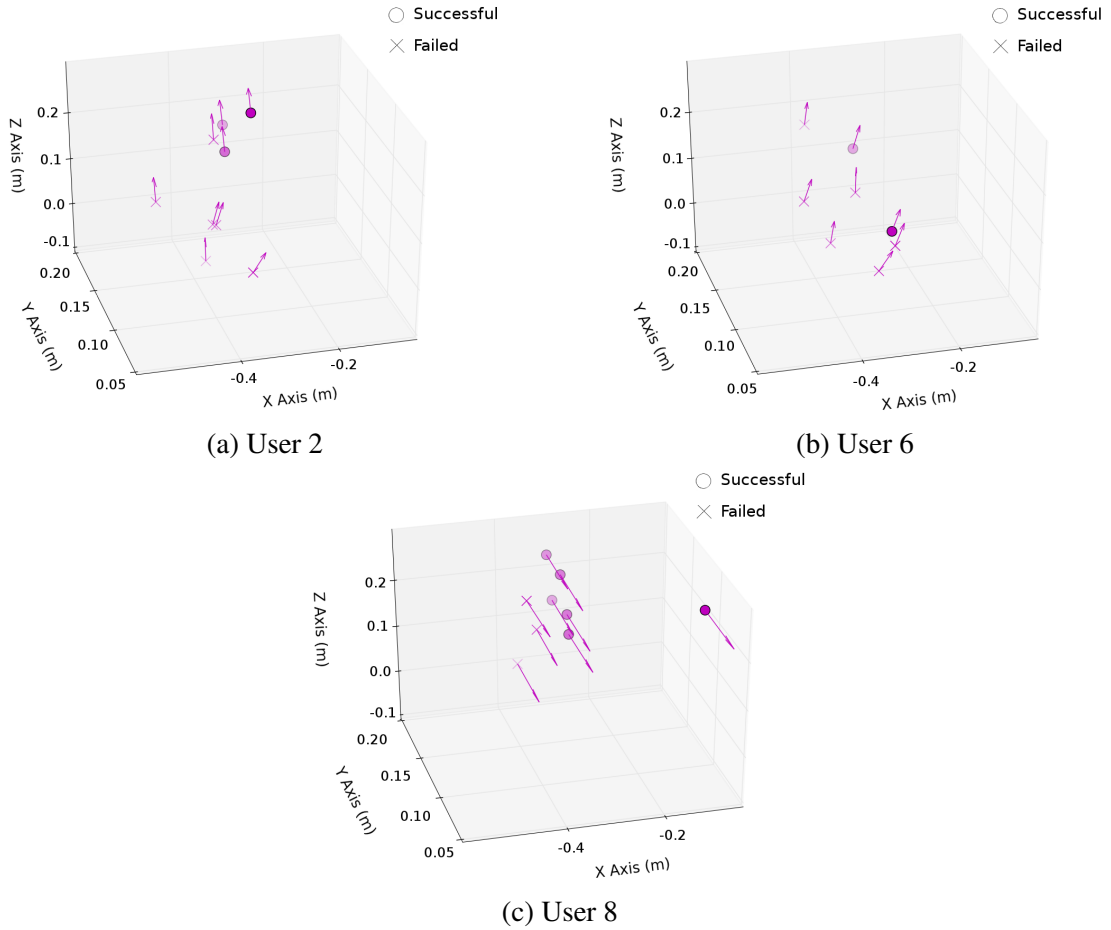 Successful
Failed
Z Axis (m)
0.2
0.1
0.0
-0.1
0.20
0.15
0.10
0.05
Y Axis (m)
-0.4
-0.2
X Axis (m)
(a) User 2
Successful
Failed
Z Axis (m)
0.2
0.1
0.0
-0.1
0.20
0.15
0.10
0.05
Y Axis (m)
-0.4
-0.2
X Axis (m)
(b) User 6
Successful
Failed
Z Axis (m)
0.2
0.1
0.0
-0.1
0.20
0.15
0.10
0.05
Y Axis (m)
-0.4
-0.2
X Axis (m)
(c) User 8